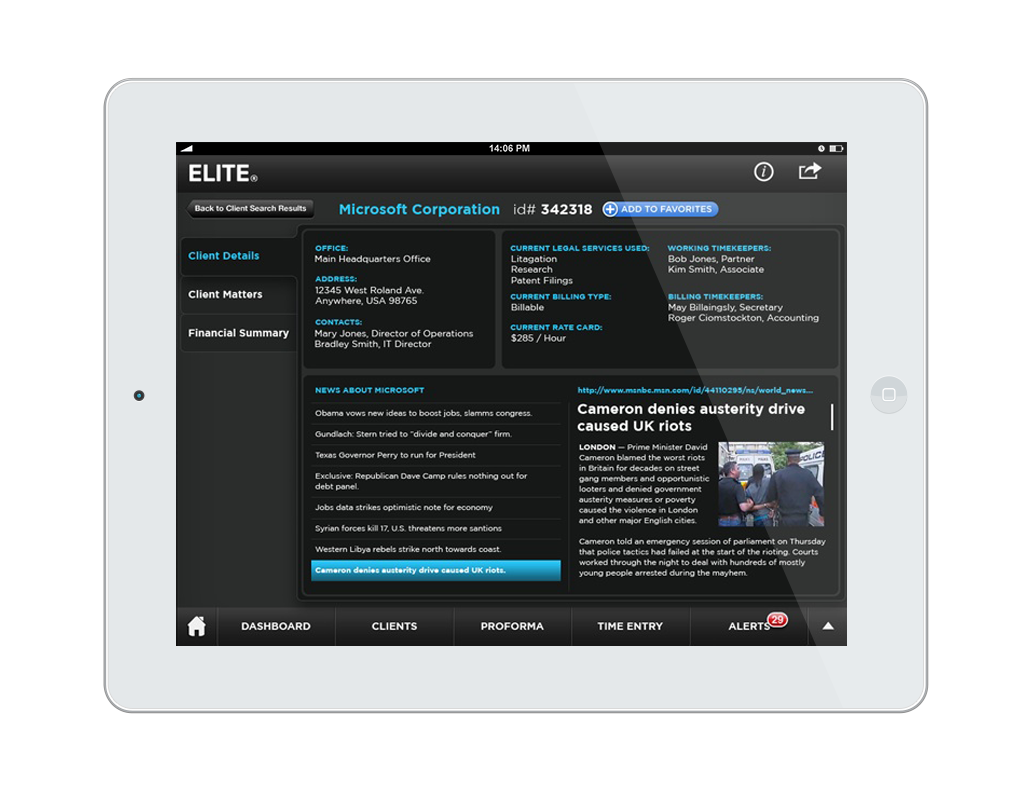 14:06 PM
ELITE®
Back to Client Search Results
Microsoft Corporation id# 342318 ADD TO FAVORITES
Client Details
Client Matters
Financial Summary
OFFICE:
Main Headquarters Office
ADDRESS:
12345 West Roland Ave.
Anywhere, USA 98765
CONTACTS:
Mary Jones, Director of Operations
Bradley Smith, IT Director
CURRENT LEGAL SERVICES USED:
Litagation
Research
Patent Filings
CURRENT BILLING TYPE:
Billable
CURRENT RATE CARD:
$285 / Hour
WORKING TIMEKEEPERS:
Bob Jones, Partner
Kim Smith, Associate
BILLING TIMEKEEPERS:
May Billaingsly, Secretary
Roger Ciomstockton, Accounting
NEWS ABOUT MICROSOFT
Obama vows new ideas to boost jobs, slamms congress.
Gundlach: Stern tried to "divide and conquer" firm.
Texas Governor Perry to run for President
Exclusive: Republican Dave Camp rules nothing out for
debt panel.
Jobs data strikes optimistic note for economy
Syrian forces kill 17, U.S. threatens more santions
Western Libya rebels strike north towards coast.
Cameron denies austerity drive caused UK riots.
http://www.msnbc.msn.com/id/44110295/ns/world_news...
Cameron denies austerity drive
caused UK riots
LONDON — Prime Minister David
Cameron blamed the worst riots
in Britain for decades on street
gang members and opportunistic
looters and denied government
austerity measures or poverty
caused the violence in London
and other major English cities.
POLICE
Cameron told an emergency session of parliament on Thursday
that police tactics had failed at the start of the rioting. Courts
worked through the night to deal with hundreds of mostly
young people arrested during the mayhem.
DASHBOARD
CLIENTS
PROFORMA
TIME ENTRY
ALERTS 29